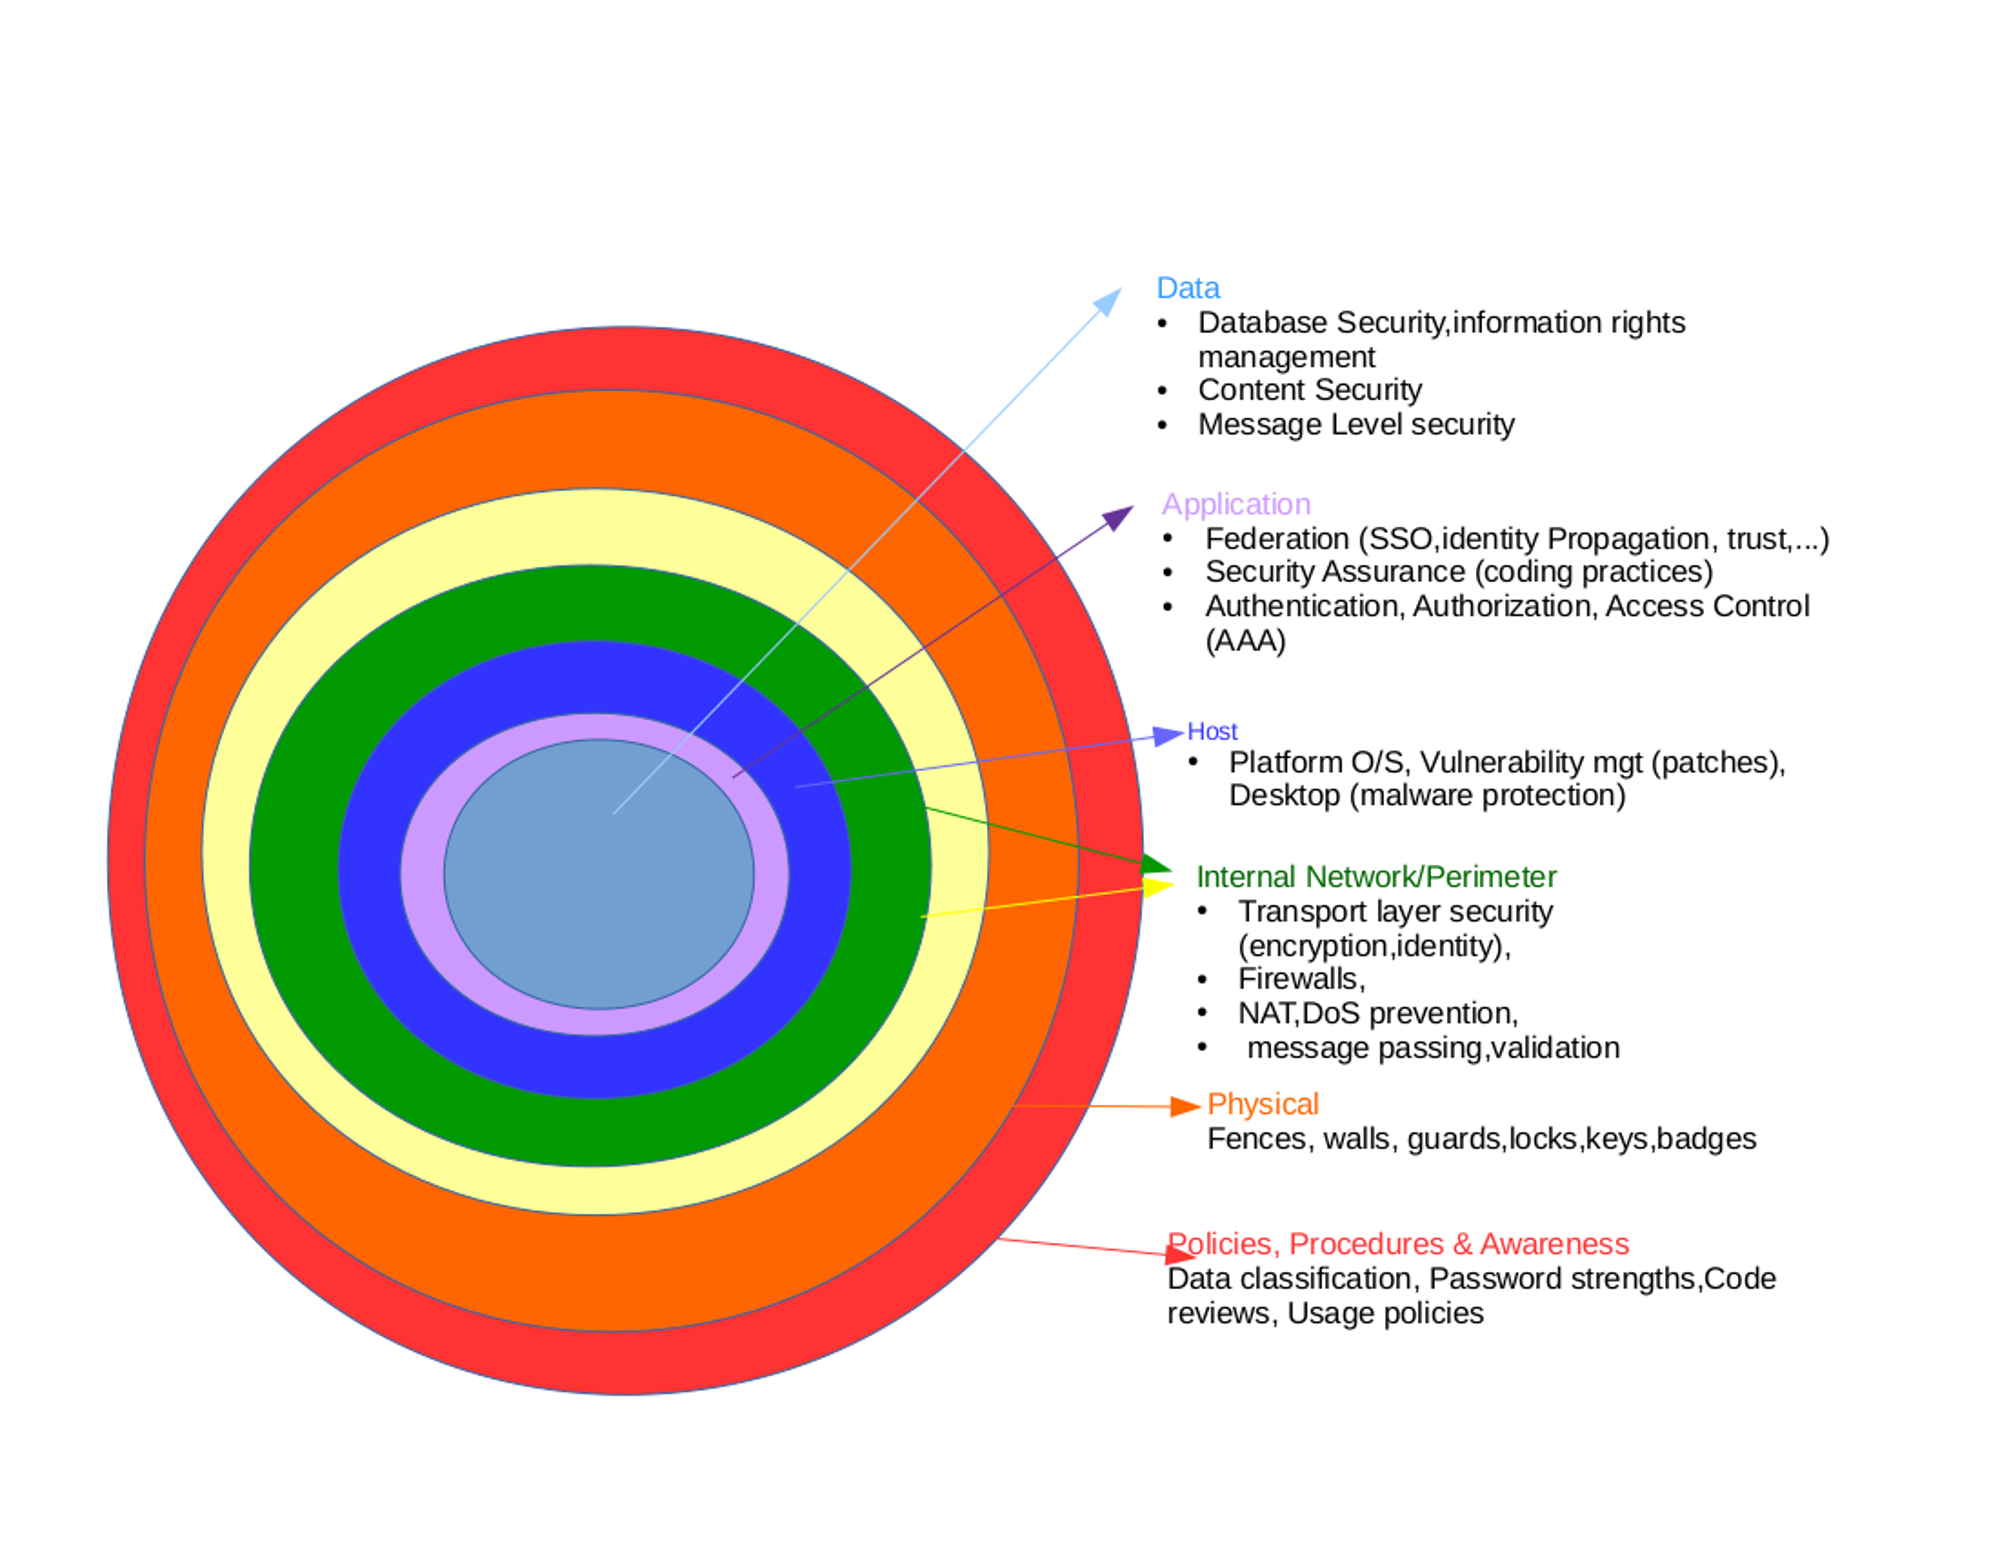 Data
• Database Security,information rights
management
• Content Security
• Message Level security
Application
• Federation (SSO,identity Propagation, trust,...)
• Security Assurance (coding practices)
• Authentication, Authorization, Access Control
(AAA)
Host
• Platform O/S, Vulnerability mgt (patches),
Desktop (malware protection)
Internal Network/Perimeter
• Transport layer security
(encryption,identity),
• Firewalls,
• NAT,DoS prevention,
• message passing,validation
Physical
Fences, walls, guards,locks,keys,badges
Policies, Procedures & Awareness
Data classification, Password strengths,Code
reviews, Usage policies